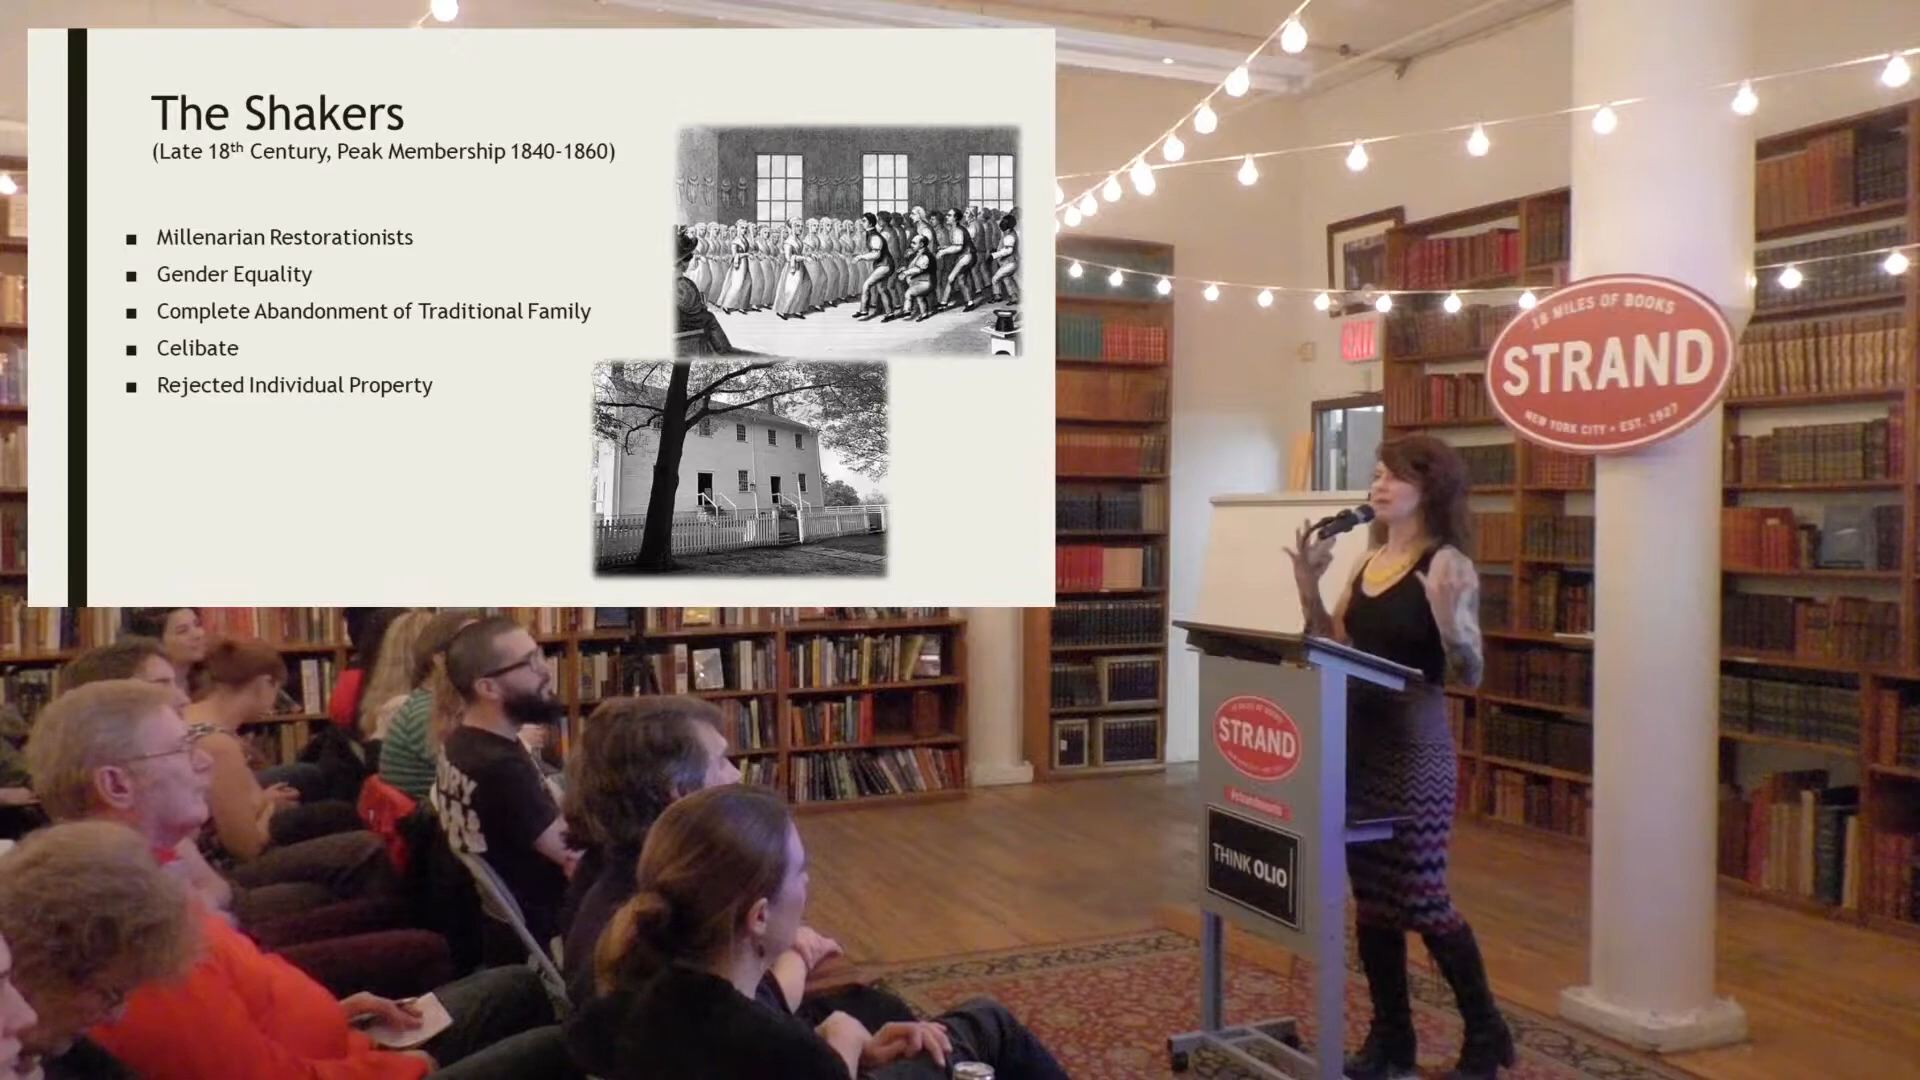 The Shakers
(Late 18th Century, Peak Membership 1840-1860)
Millenarian Restorationists
Gender Equality
Complete Abandonment of Traditional Family
Celibate
Rejected Individual Property
EXIT
18 MILES OF BOOKS
STRAND
NEW YORK CITY • EST. 1927
STRAND
THINK OLIO